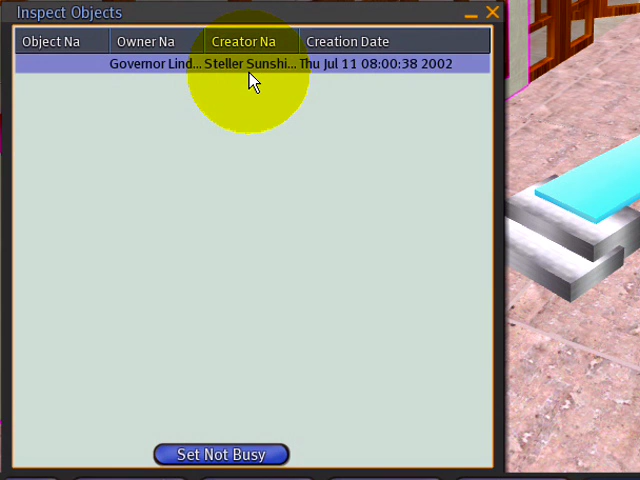 Inspect Objects
Object Na Owner Na Creator Na Creation Date
Governor Lind... Steller Sunshi... Thu Jul 11 08:00:38 2002
Set Not Busy